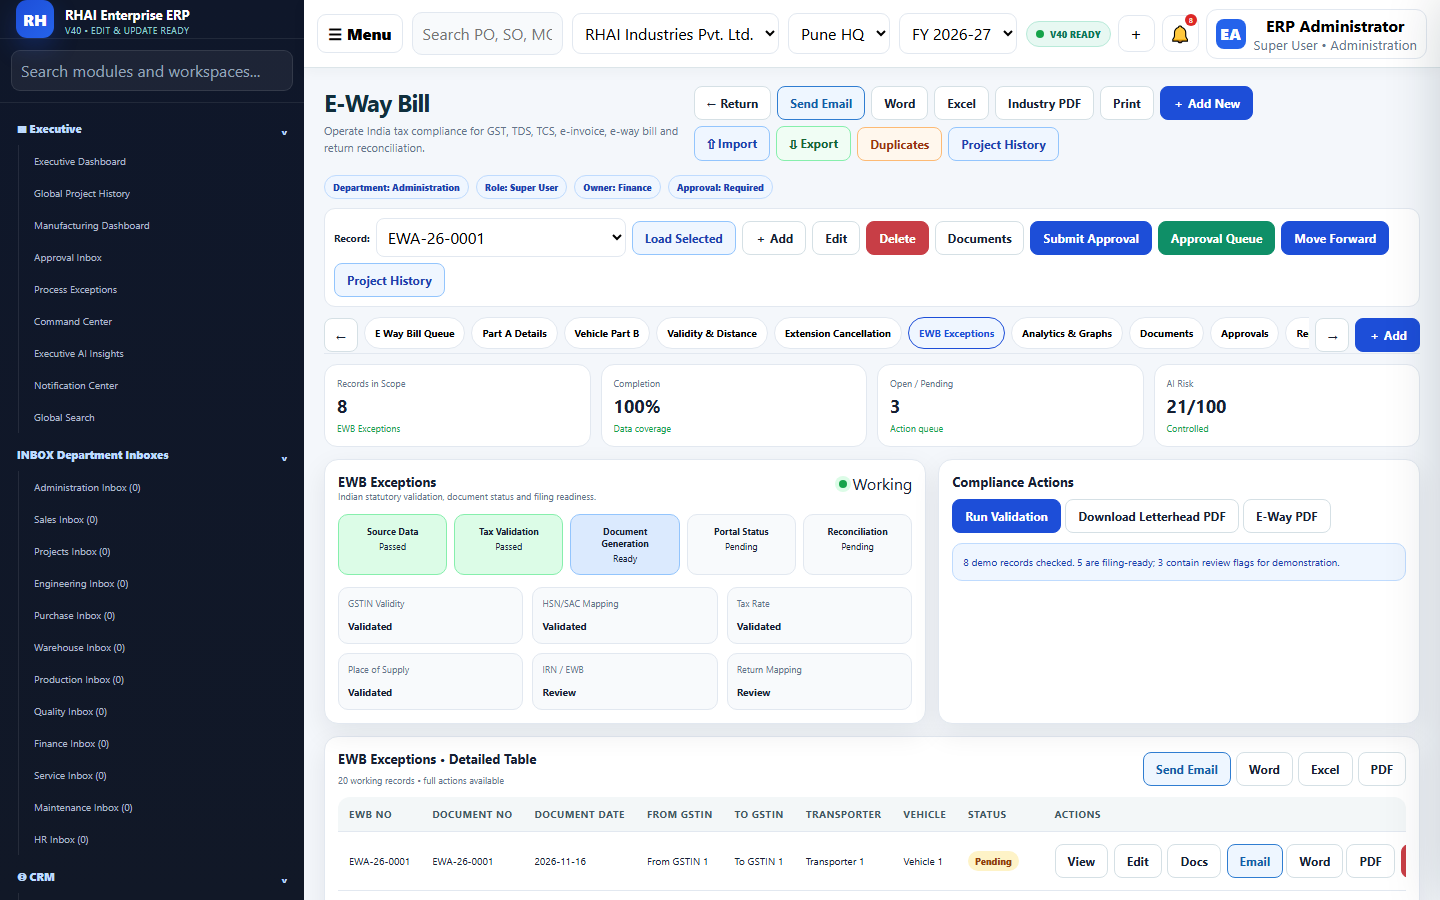 RH
RHAI Enterprise ERP
V40 • EDIT & UPDATE READY
Search modules and workspaces...
Executive
Executive Dashboard
Global Project History
Manufacturing Dashboard
Approval Inbox
Process Exceptions
Command Center
Executive AI Insights
Notification Center
Global Search
INBOX Department Inboxes
Administration Inbox (0)
Sales Inbox (0)
Projects Inbox (0)
Engineering Inbox (0)
Purchase Inbox (0)
Warehouse Inbox (0)
Production Inbox (0)
Quality Inbox (0)
Finance Inbox (0)
Service Inbox (0)
Maintenance Inbox (0)
HR Inbox (0)
CRM
☰ Menu
Search PO, SO, MC
RHAI Industries Pvt. Ltd.
Pune HQ
FY 2026-27
V40 READY
+
8
EA
ERP Administrator
Super User • Administration
E-Way Bill
Operate India tax compliance for GST, TDS, TCS, e-invoice, e-way bill and
return reconciliation.
← Return
Send Email
Word
Excel
Industry PDF
Print
+ Add New
⇧ Import
⇩ Export
Duplicates
Project History
Department: Administration
Role: Super User
Owner: Finance
Approval: Required
Record:
EWA-26-0001
Load Selected
+ Add
Edit
Delete
Documents
Submit Approval
Approval Queue
Move Forward
Project History
←
E Way Bill Queue
Part A Details
Vehicle Part B
Validity & Distance
Extension Cancellation
EWB Exceptions
Analytics & Graphs
Documents
Approvals
Re
→
+ Add
Records in Scope
8
EWB Exceptions
Completion
100%
Data coverage
Open / Pending
3
Action queue
AI Risk
21/100
Controlled
EWB Exceptions
Indian statutory validation, document status and filing readiness.
Working
Source Data
Passed
Tax Validation
Passed
Document
Generation
Ready
Portal Status
Pending
Reconciliation
Pending
GSTIN Validity
Validated
HSN/SAC Mapping
Validated
Tax Rate
Validated
Place of Supply
Validated
IRN / EWB
Review
Return Mapping
Review
Compliance Actions
Run Validation
Download Letterhead PDF
E-Way PDF
8 demo records checked. 5 are filing-ready; 3 contain review flags for demonstration.
EWB Exceptions • Detailed Table
20 working records • full actions available
Send Email
Word
Excel
PDF
EWB NO
DOCUMENT NO
DOCUMENT DATE
FROM GSTIN
TO GSTIN
TRANSPORTER
VEHICLE
STATUS
ACTIONS
EWA-26-0001
EWA-26-0001
2026-11-16
From GSTIN 1
To GSTIN 1
Transporter 1
Vehicle 1
Pending
View
Edit
Docs
Email
Word
PDF